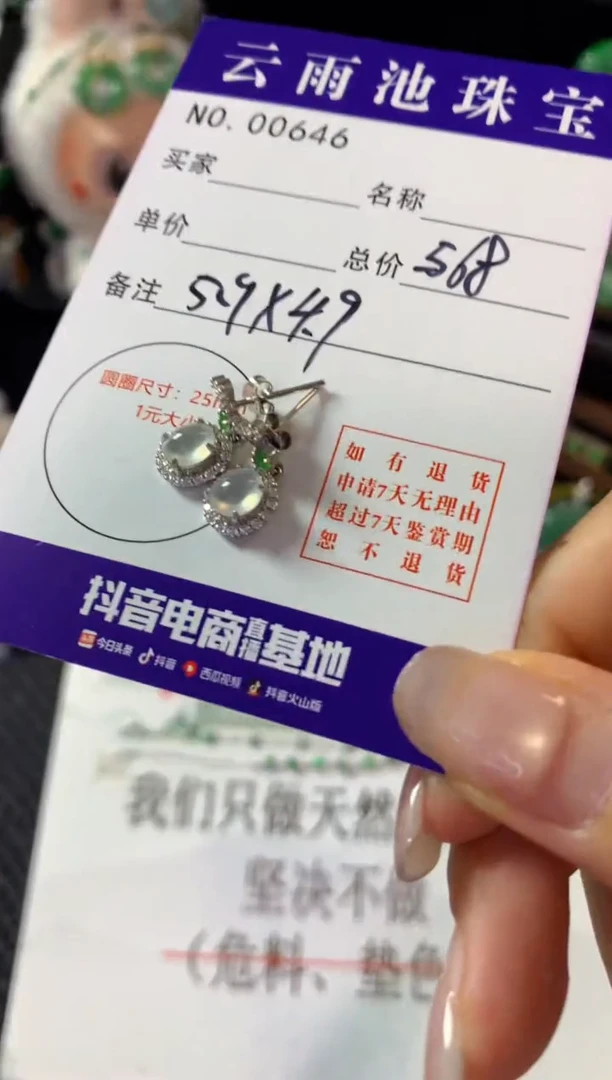 云雨池珠宝
NO. 00646
买家
名称
单价
总价 568
备注 5.9X4.9
圆圈尺寸：25
1元大小
如有退货
申请7天无理由
超过7天鉴赏期
恕不退货
抖音电商直播基地
今日头条 抖音 西瓜视频 抖音火山版
我们只做天然
坚决不做
（危料、垫色